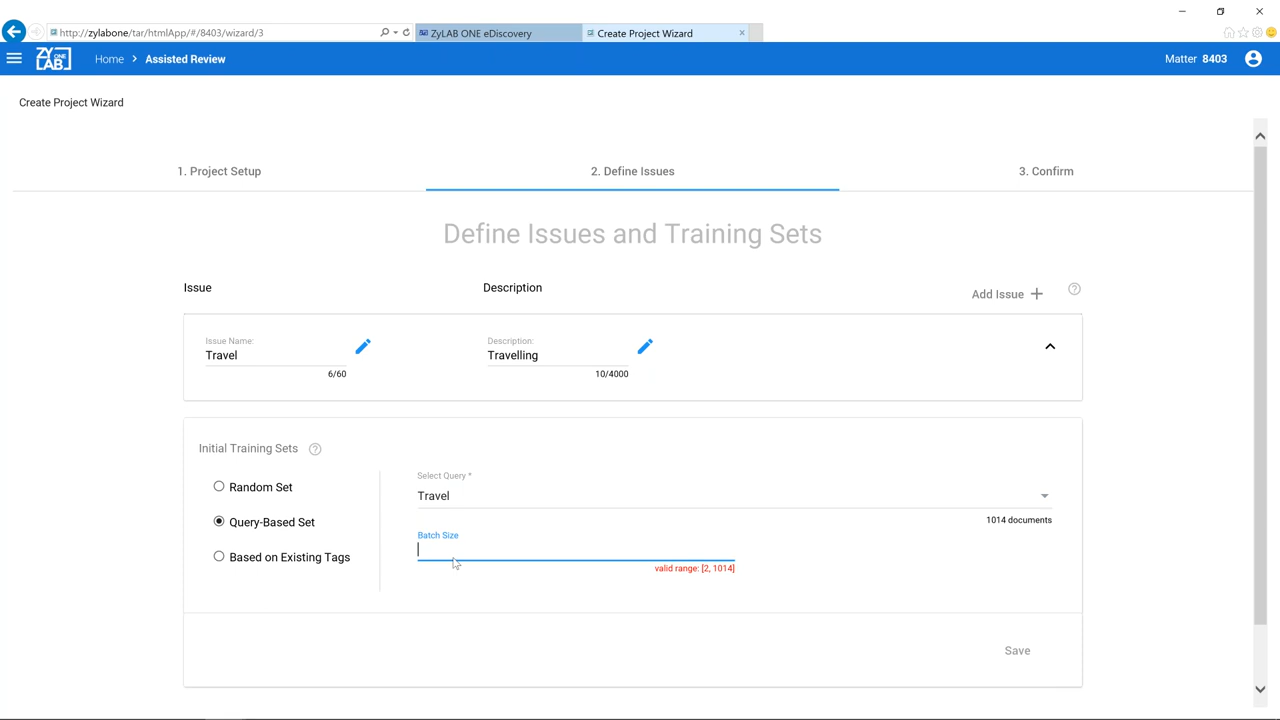 http://zylabone/tar/htmlApp/#/8403/wizard/3
ZyLAB ONE eDiscovery
Create Project Wizard
ZY ONE LAB
Home > Assisted Review
Matter 8403
Create Project Wizard
1. Project Setup
2. Define Issues
3. Confirm
Define Issues and Training Sets
Issue
Description
Add Issue +
Issue Name:
Travel
6/60
Description:
Travelling
10/4000
Initial Training Sets
Random Set
Query-Based Set
Based on Existing Tags
Select Query *
Travel
1014 documents
Batch Size
valid range: [2, 1014]
Save